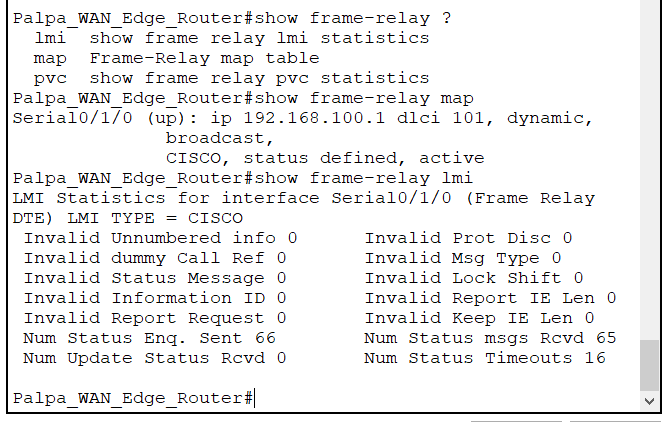 Palpa_WAN_Edge_Router#show frame-relay ?
lmi show frame relay lmi statistics
map Frame-Relay map table
pvc show frame relay pvc statistics
Palpa_WAN_Edge_Router#show frame-relay map
Serial0/1/0 (up): ip 192.168.100.1 dlci 101, dynamic,
broadcast,
CISCO, status defined, active
Palpa_WAN_Edge_Router#show frame-relay lmi
LMI Statistics for interface Serial0/1/0 (Frame Relay
DTE) LMI TYPE = CISCO
Invalid Unnumbered info 0 Invalid Prot Disc 0
Invalid dummy Call Ref 0 Invalid Msg Type 0
Invalid Status Message 0 Invalid Lock Shift 0
Invalid Information ID 0 Invalid Report IE Len 0
Invalid Report Request 0 Invalid Keep IE Len 0
Num Status Enq. Sent 66 Num Status msgs Rcvd 65
Num Update Status Rcvd 0 Num Status Timeouts 16
Palpa_WAN_Edge_Router#